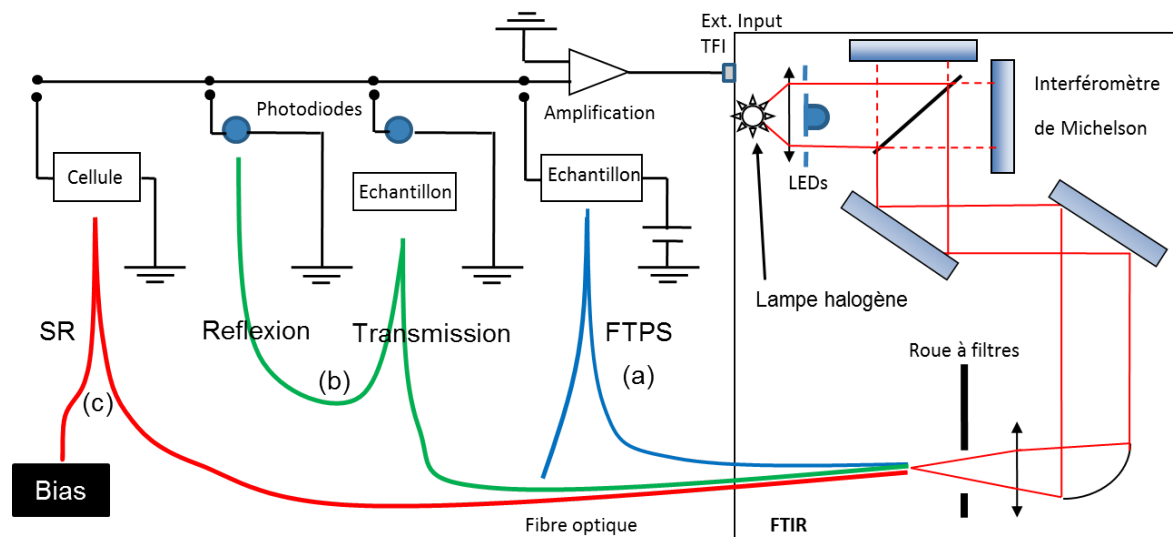 Ext. Input
TFI
Photodiodes
Amplification
Interféromètre
de Michelson
Cellule
Echantillon
Echantillon
LEDs
Lampe halogène
SR
Reflexion
Transmission
FTPS
(a)
(b)
(c)
Roue à filtres
Bias
Fibre optique
FTIR